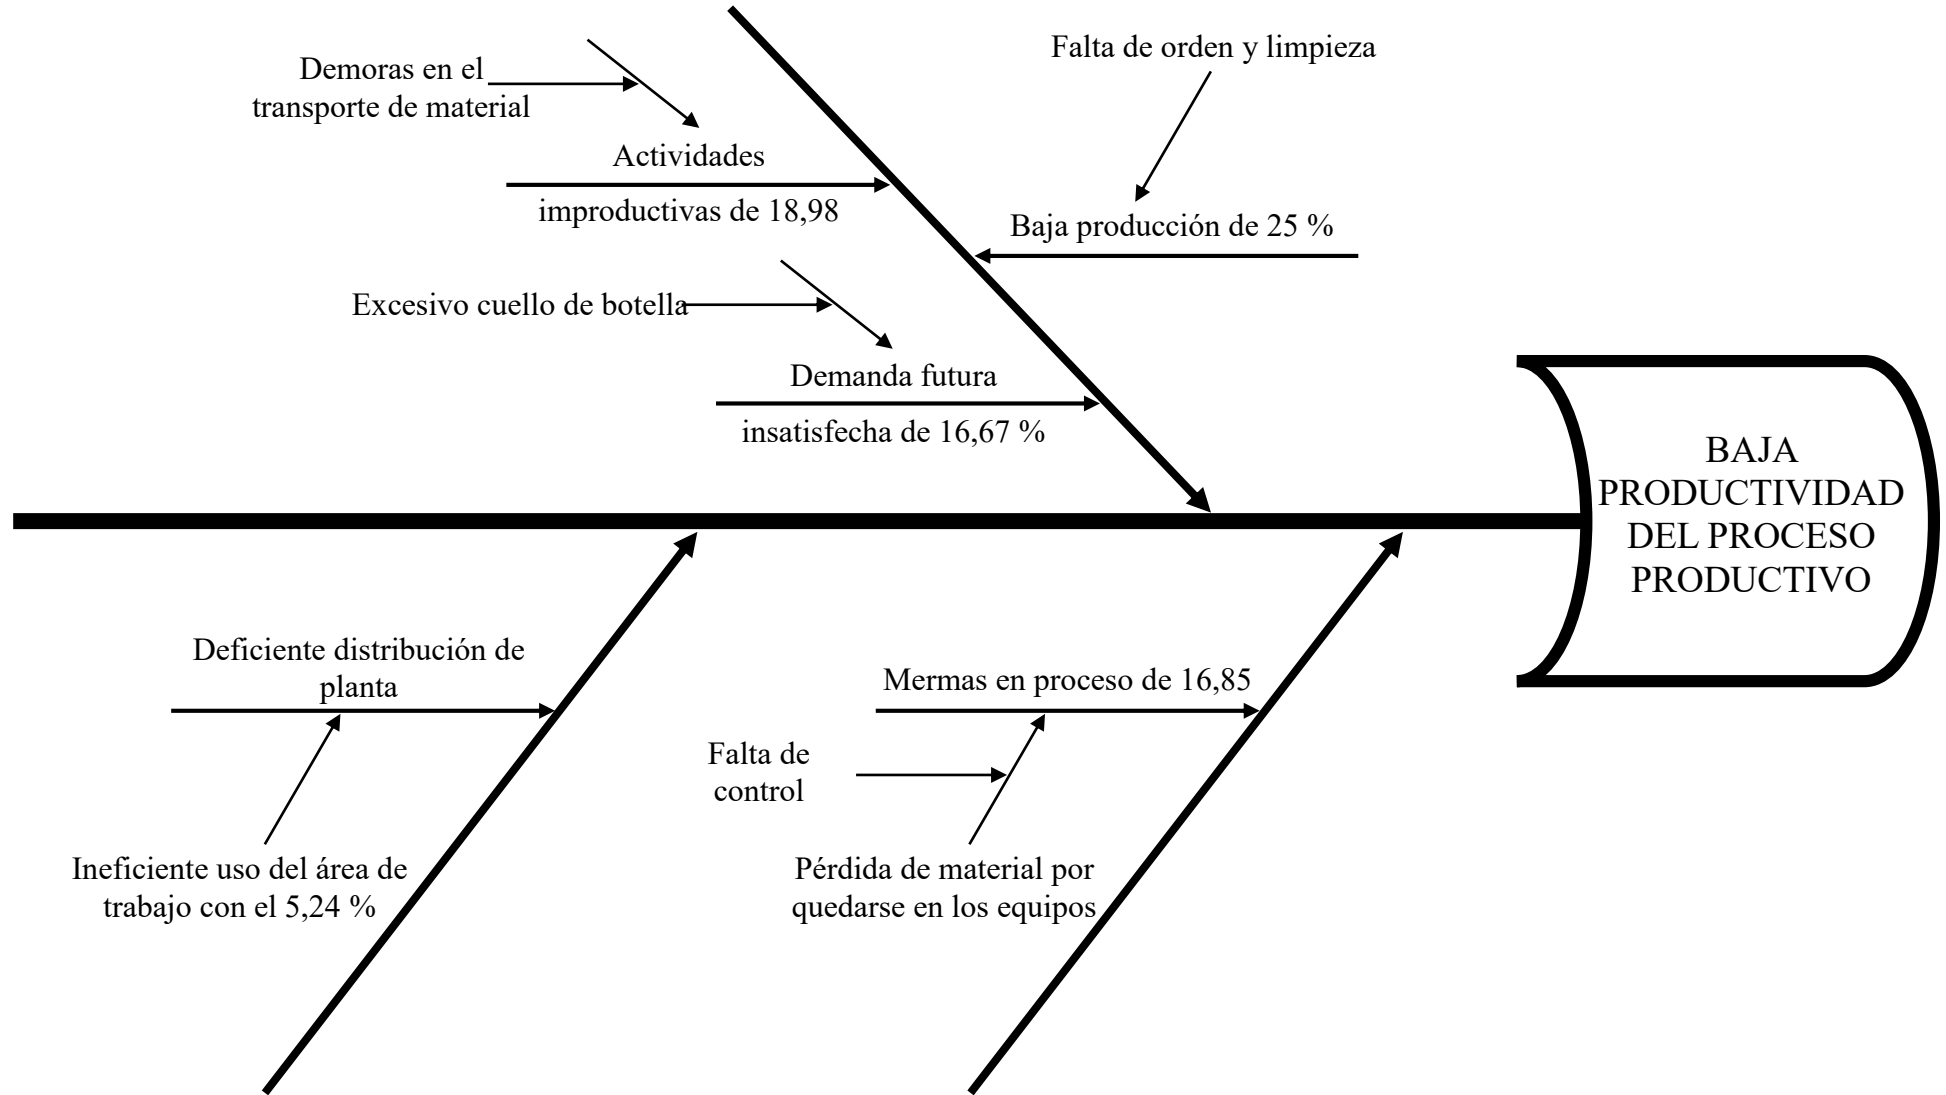 Demoras en el
transporte de material
Falta de orden y limpieza
Actividades
improductivas de 18,98
Baja producción de 25 %
Excesivo cuello de botella
Demanda futura
insatisfecha de 16,67 %
BAJA
PRODUCTIVIDAD
DEL PROCESO
PRODUCTIVO
Deficiente distribución de
planta
Mermas en proceso de 16,85
Falta de
control
Ineficiente uso del área de
trabajo con el 5,24 %
Pérdida de material por
quedarse en los equipos